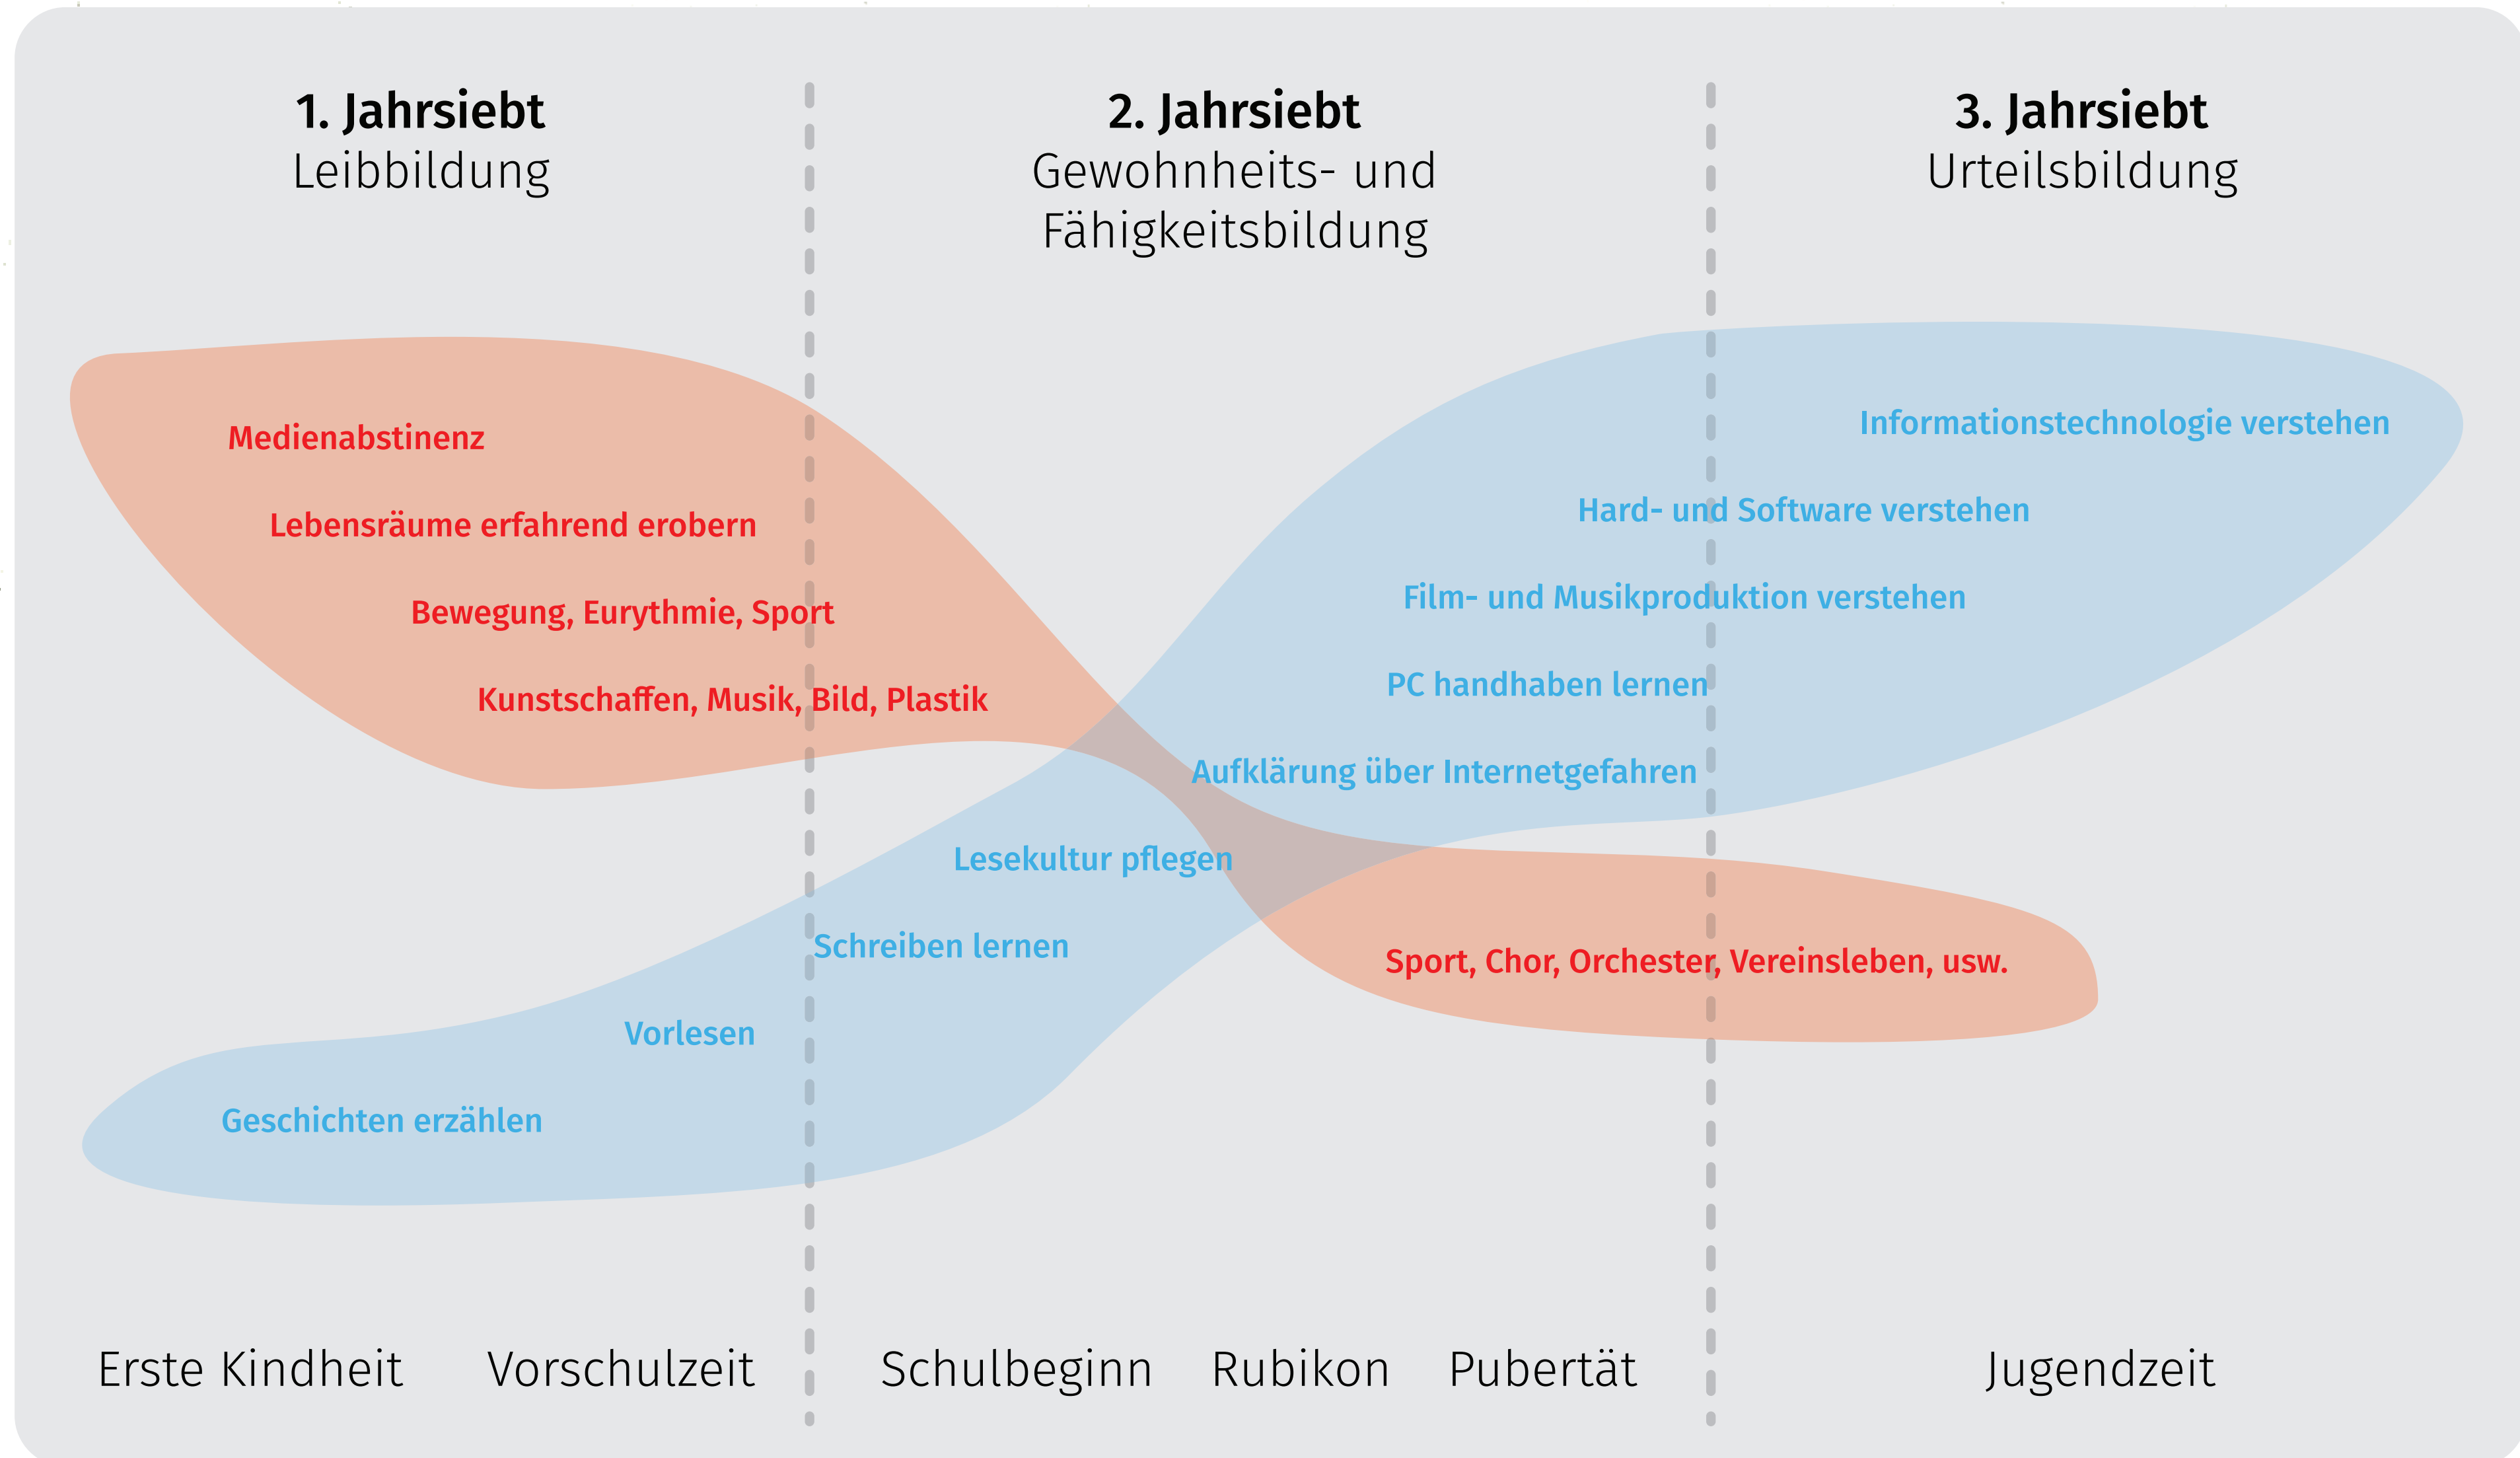 1. Jahrsiebt
Leibbildung
2. Jahrsiebt
Gewohnheits- und
Fähigkeitsbildung
3. Jahrsiebt
Urteilsbildung
Medienabstinenz
Lebensräume erfahrend erobern
Bewegung, Eurythmie, Sport
Kunstschaffen, Musik, Bild, Plastik
Informationstechnologie verstehen
Hard- und Software verstehen
Film- und Musikproduktion verstehen
PC handhaben lernen
Aufklärung über Internetgefahren
Lesekultur pflegen
Schreiben lernen
Vorlesen
Geschichten erzählen
Sport, Chor, Orchester, Vereinsleben, usw.
Erste Kindheit
Vorschulzeit
Schulbeginn
Rubikon
Pubertät
Jugendzeit